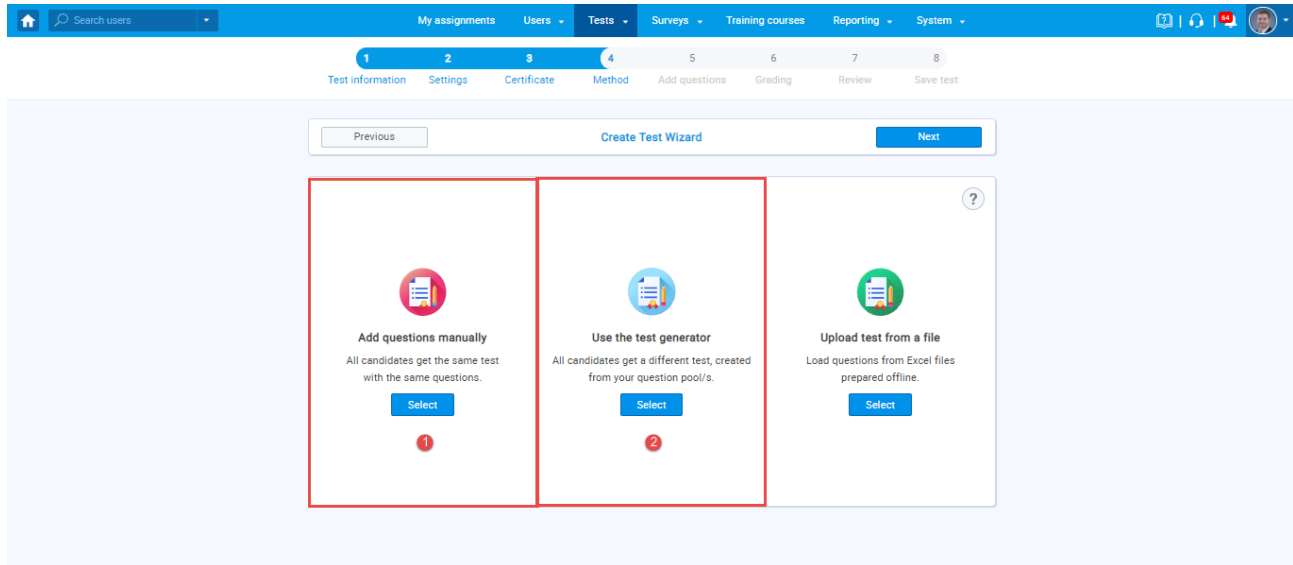 Search users
My assignments Users Tests Surveys Training courses Reporting System
64
1 2 3 4 5 6 7 8
Test information Settings Certificate Method Add questions Grading Review Save test
Previous Create Test Wizard Next
?
Add questions manually
All candidates get the same test
with the same questions.
Select
1
Use the test generator
All candidates get a different test, created
from your question pool/s.
Select
2
Upload test from a file
Load questions from Excel files
prepared offline.
Select